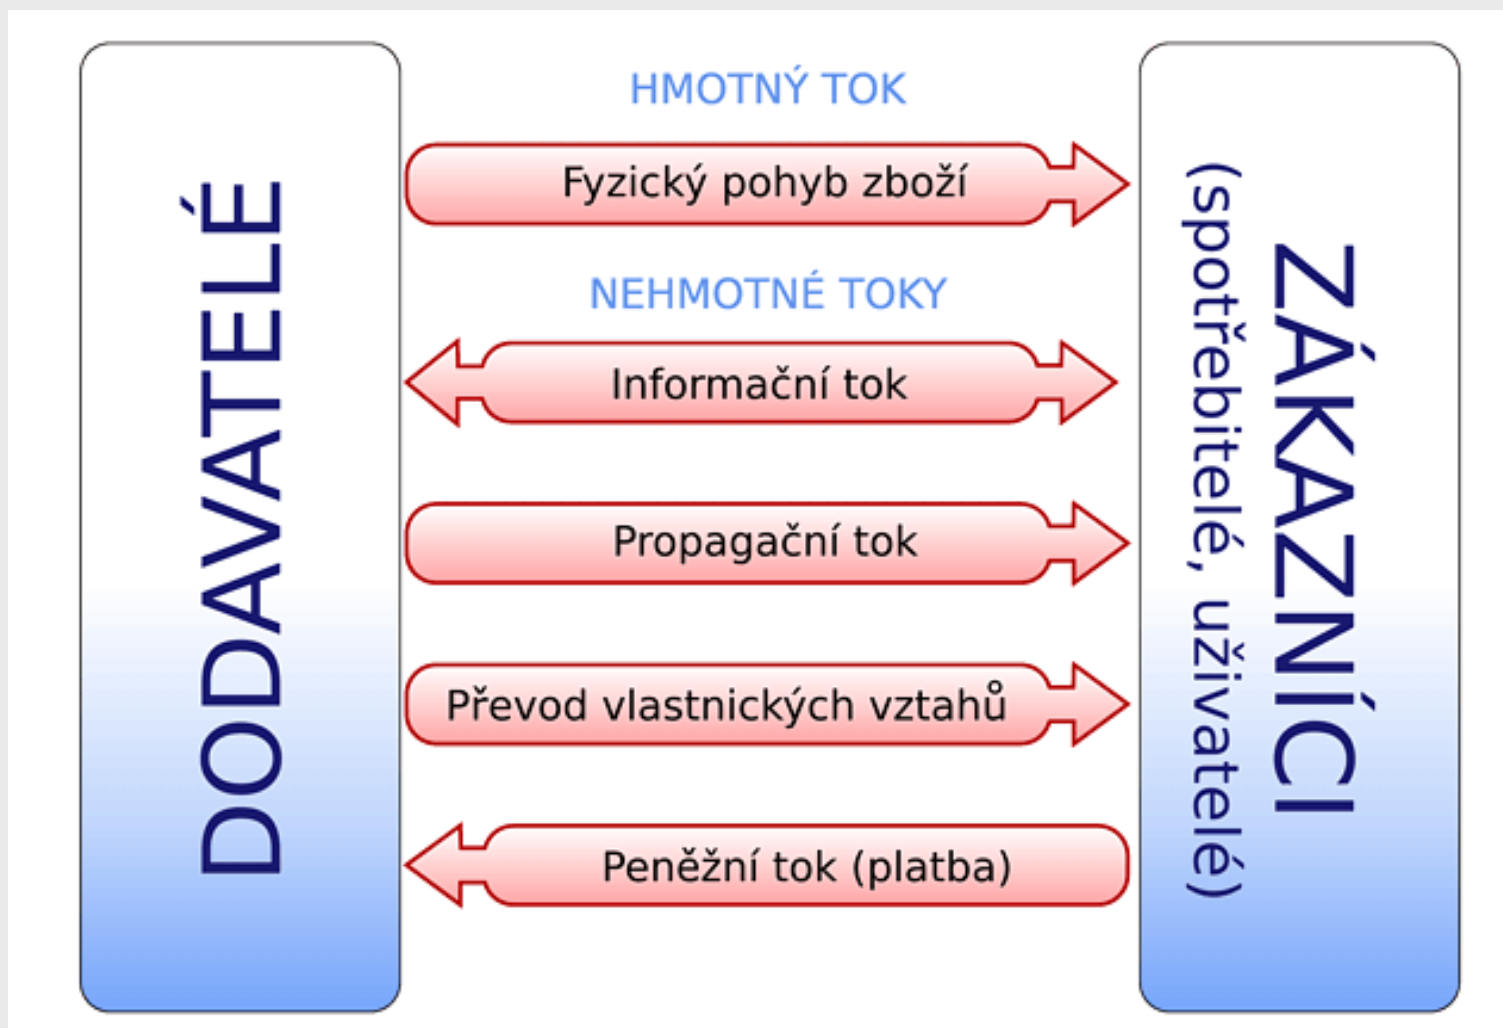 DODAVATELÉ
HMOTNÝ TOK
Fyzický pohyb zboží
NEHMOTNÉ TOKY
Informační tok
Propagační tok
Převod vlastnických vztahů
Peněžní tok (platba)
ZÁKAZNÍCI
(spotřebitelé, uživatelé)